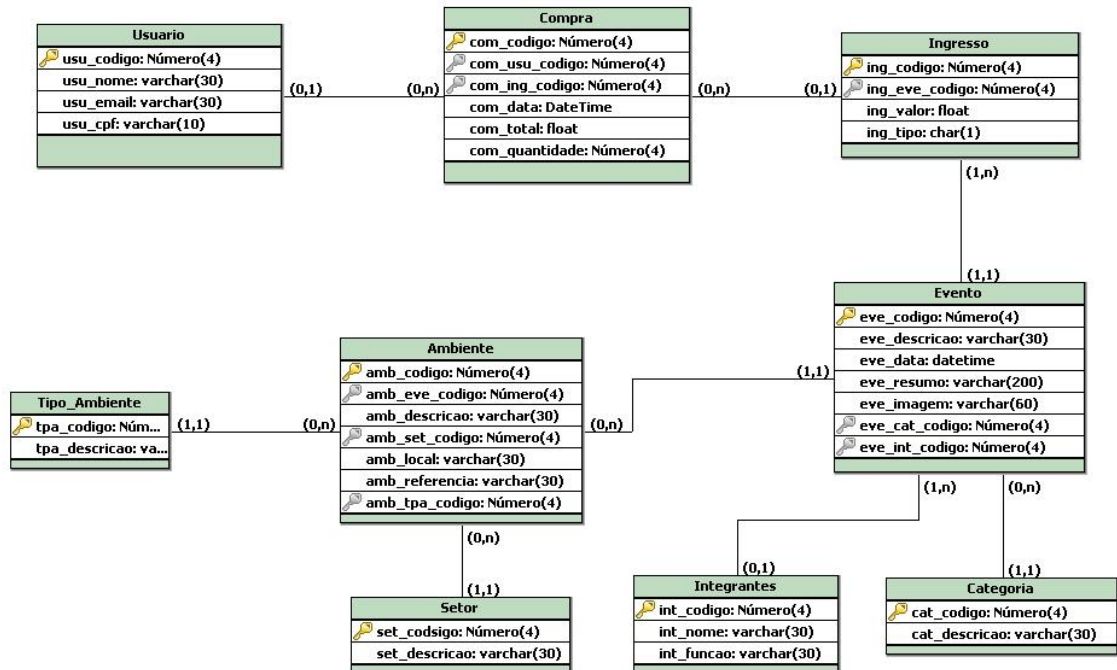 Usuario
usu_codigo: Número(4)
usu_nome: varchar(30)
usu_email: varchar(30)
usu_cpf: varchar(10)
(0,1)
(0,n)
Compra
com_codigo: Número(4)
com_usu_codigo: Número(4)
com_ing_codigo: Número(4)
com_data: DateTime
com_total: float
com_quantidade: Número(4)
(0,n)
(0,1)
Ingresso
ing_codigo: Número(4)
ing_eve_codigo: Número(4)
ing_valor: float
ing_tipo: char(1)
(1,n)
(1,1)
Evento
eve_codigo: Número(4)
eve_descricao: varchar(30)
eve_data: datetime
eve_resumo: varchar(200)
eve_imagem: varchar(60)
eve_cat_codigo: Número(4)
eve_int_codigo: Número(4)
(1,1)
(0,n)
Ambiente
amb_codigo: Número(4)
amb_eve_codigo: Número(4)
amb_descricao: varchar(30)
amb_set_codigo: Número(4)
amb_local: varchar(30)
amb_referencia: varchar(30)
amb_tpa_codigo: Número(4)
Tipo_Ambiente
tpa_codigo: Núm...
tpa_descricao: va...
(1,1)
(0,n)
(0,n)
(1,1)
Setor
set_codsigo: Número(4)
set_descricao: varchar(30)
(1,n)
(0,n)
(0,1)
(1,1)
Integrantes
int_codigo: Número(4)
int_nome: varchar(30)
int_funcao: varchar(30)
Categoria
cat_codigo: Número(4)
cat_descricao: varchar(30)